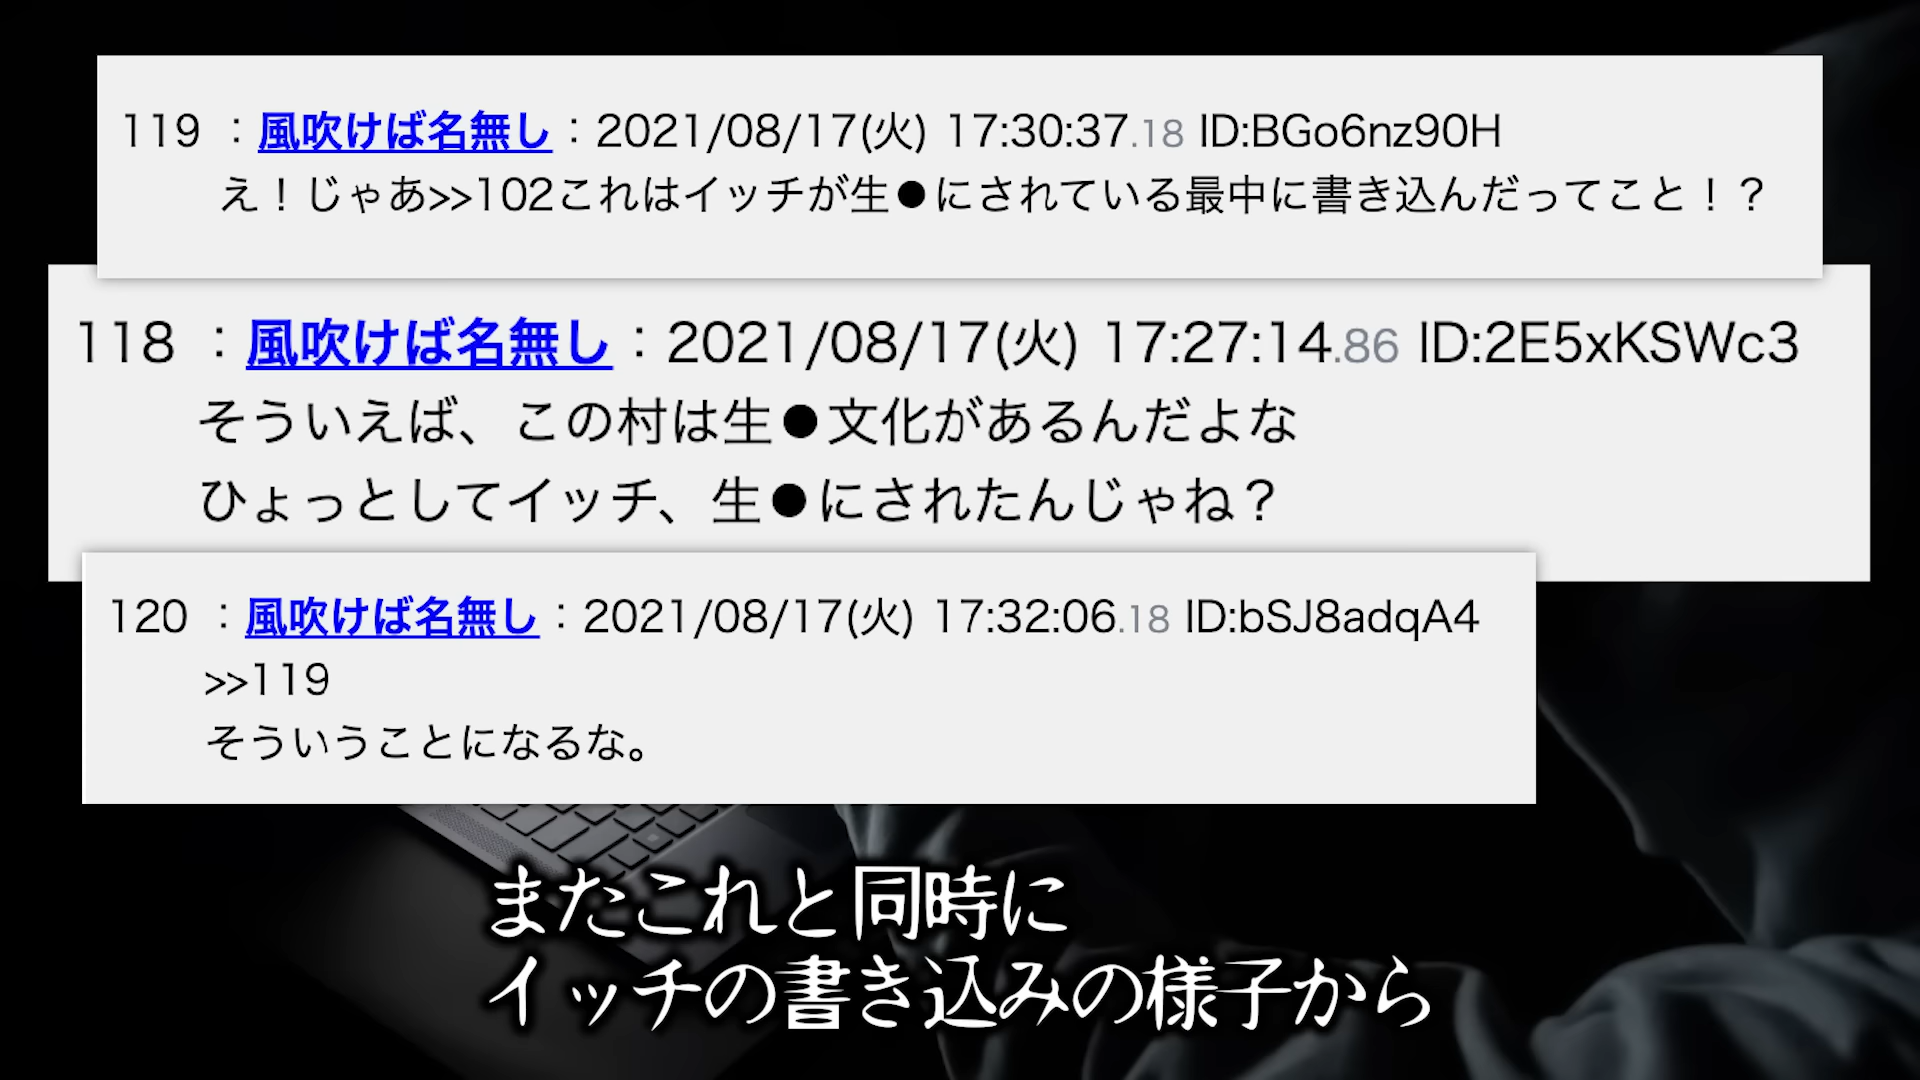 119 ：風吹けば名無し：2021/08/17(火) 17:30:37.18 ID:BGo6nz90H
え！じゃあ>>102これはイッチが生●にされている最中に書き込んだってこと！？
118 ：風吹けば名無し：2021/08/17(火) 17:27:14.86 ID:2E5xKSWc3
そういえば、この村は生●文化があるんだよな
ひょっとしてイッチ、生●にされたんじゃね？
120 ：風吹けば名無し：2021/08/17(火) 17:32:06.18 ID:bSJ8adqA4
>>119
そういうことになるな。
またこれと同時に
イッチの書き込みの様子から